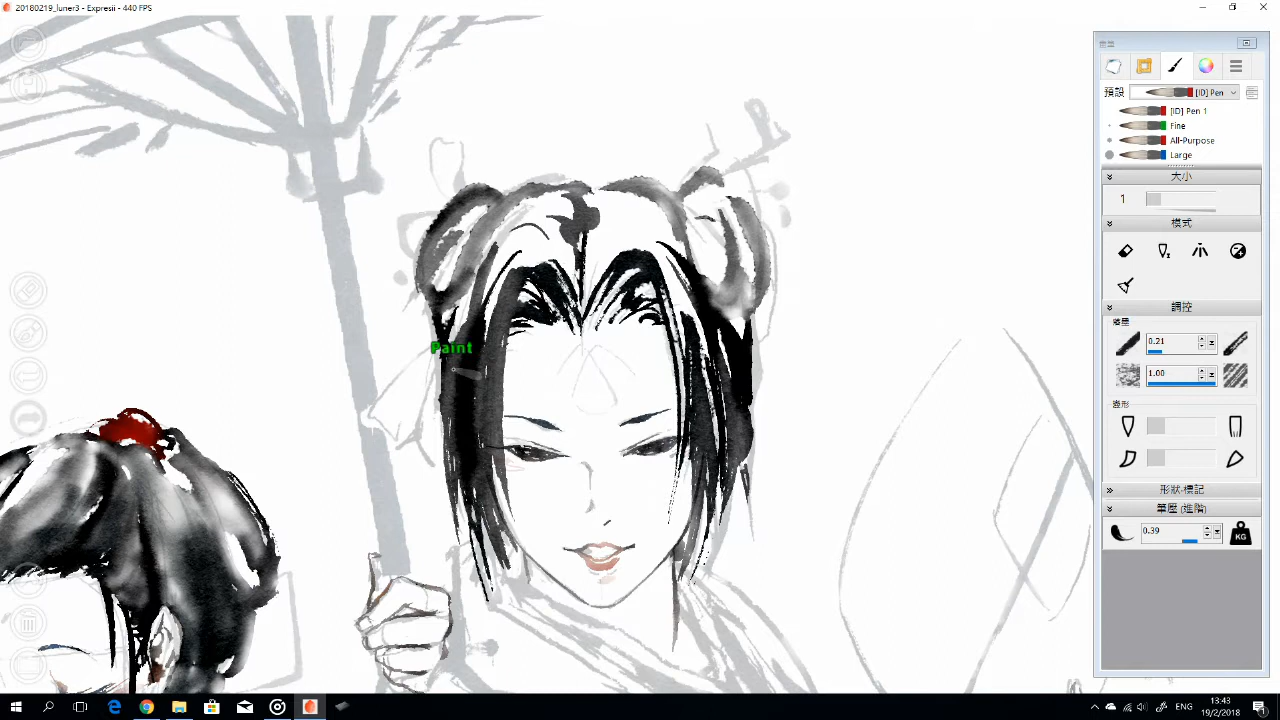 20180219_luner3 - Expresii - 440 FPS
預設
[ID] Pen
[ID] Pen 1
Fine
All-Purpose
Large
大小
1
模式
調控
0.21
1.00
形狀·標記
筆壓 (進階)
0.39
KG
Paint
ENG
13:43
19/2/2018